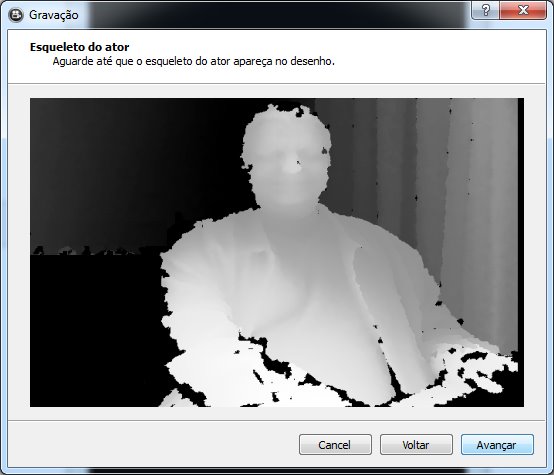 Gravação
Esqueleto do ator
Aguarde até que o esqueleto do ator apareça no desenho.
Cancel
Voltar
Avançar